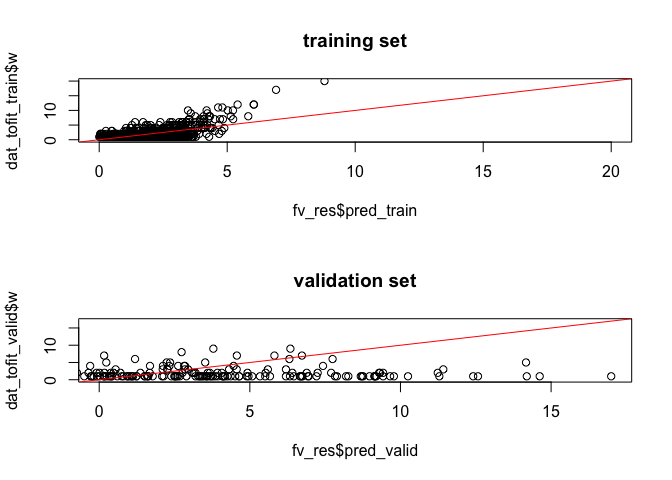 training set
dat_tofit_train$w
0 10
0 5 10 15 20
fv_res$pred_train
validation set
dat_tofit_valid$w
0 10
0 5 10 15
fv_res$pred_valid